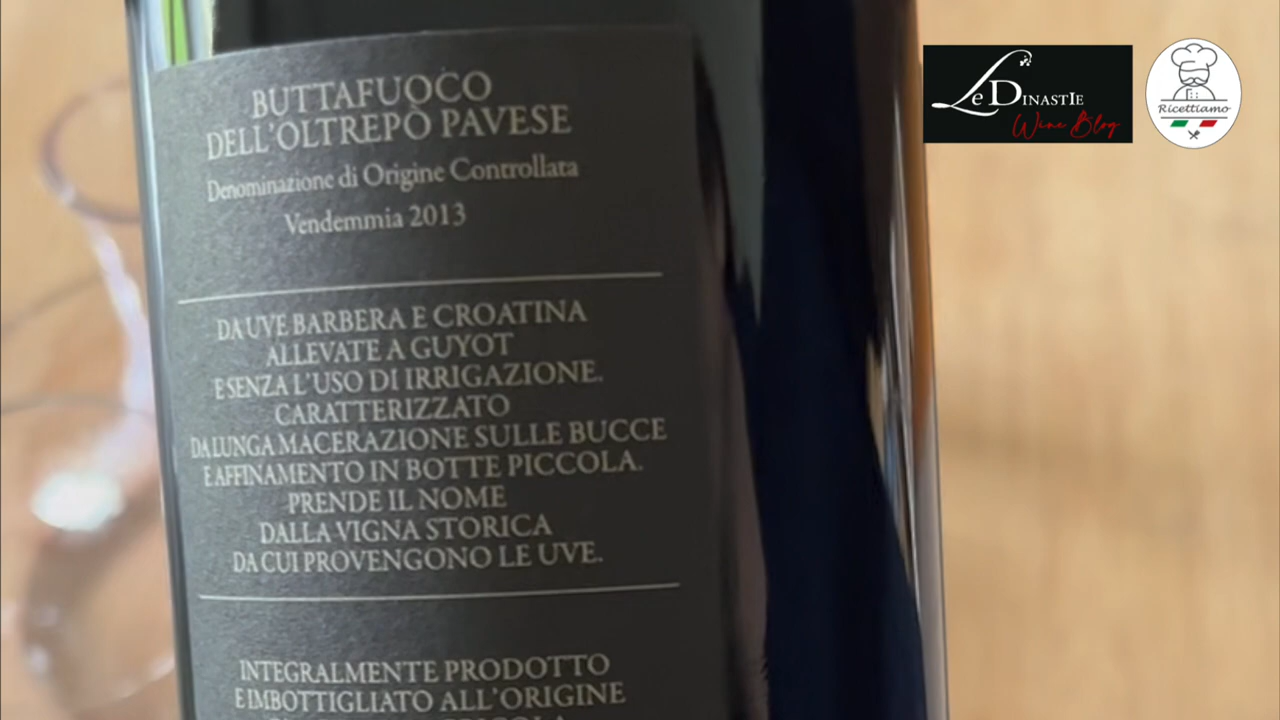 BUTTAFUOCO
DELL'OLTREPÒ PAVESE
Denominazione di Origine Controllata
Vendemmia 2013
DA UVE BARBERA E CROATINA
ALLEVATE A GUYOT
E SENZA L'USO DI IRRIGAZIONE.
CARATTERIZZATO
DA LUNGA MACERAZIONE SULLE BUCCE
E AFFINAMENTO IN BOTTE PICCOLA.
PRENDE IL NOME
DALLA VIGNA STORICA
DA CUI PROVENGONO LE UVE.
INTEGRALMENTE PRODOTTO
E IMBOTTIGLIATO ALL'ORIGINE
Le DINASTIE
Wine Blog
Ricettiamo